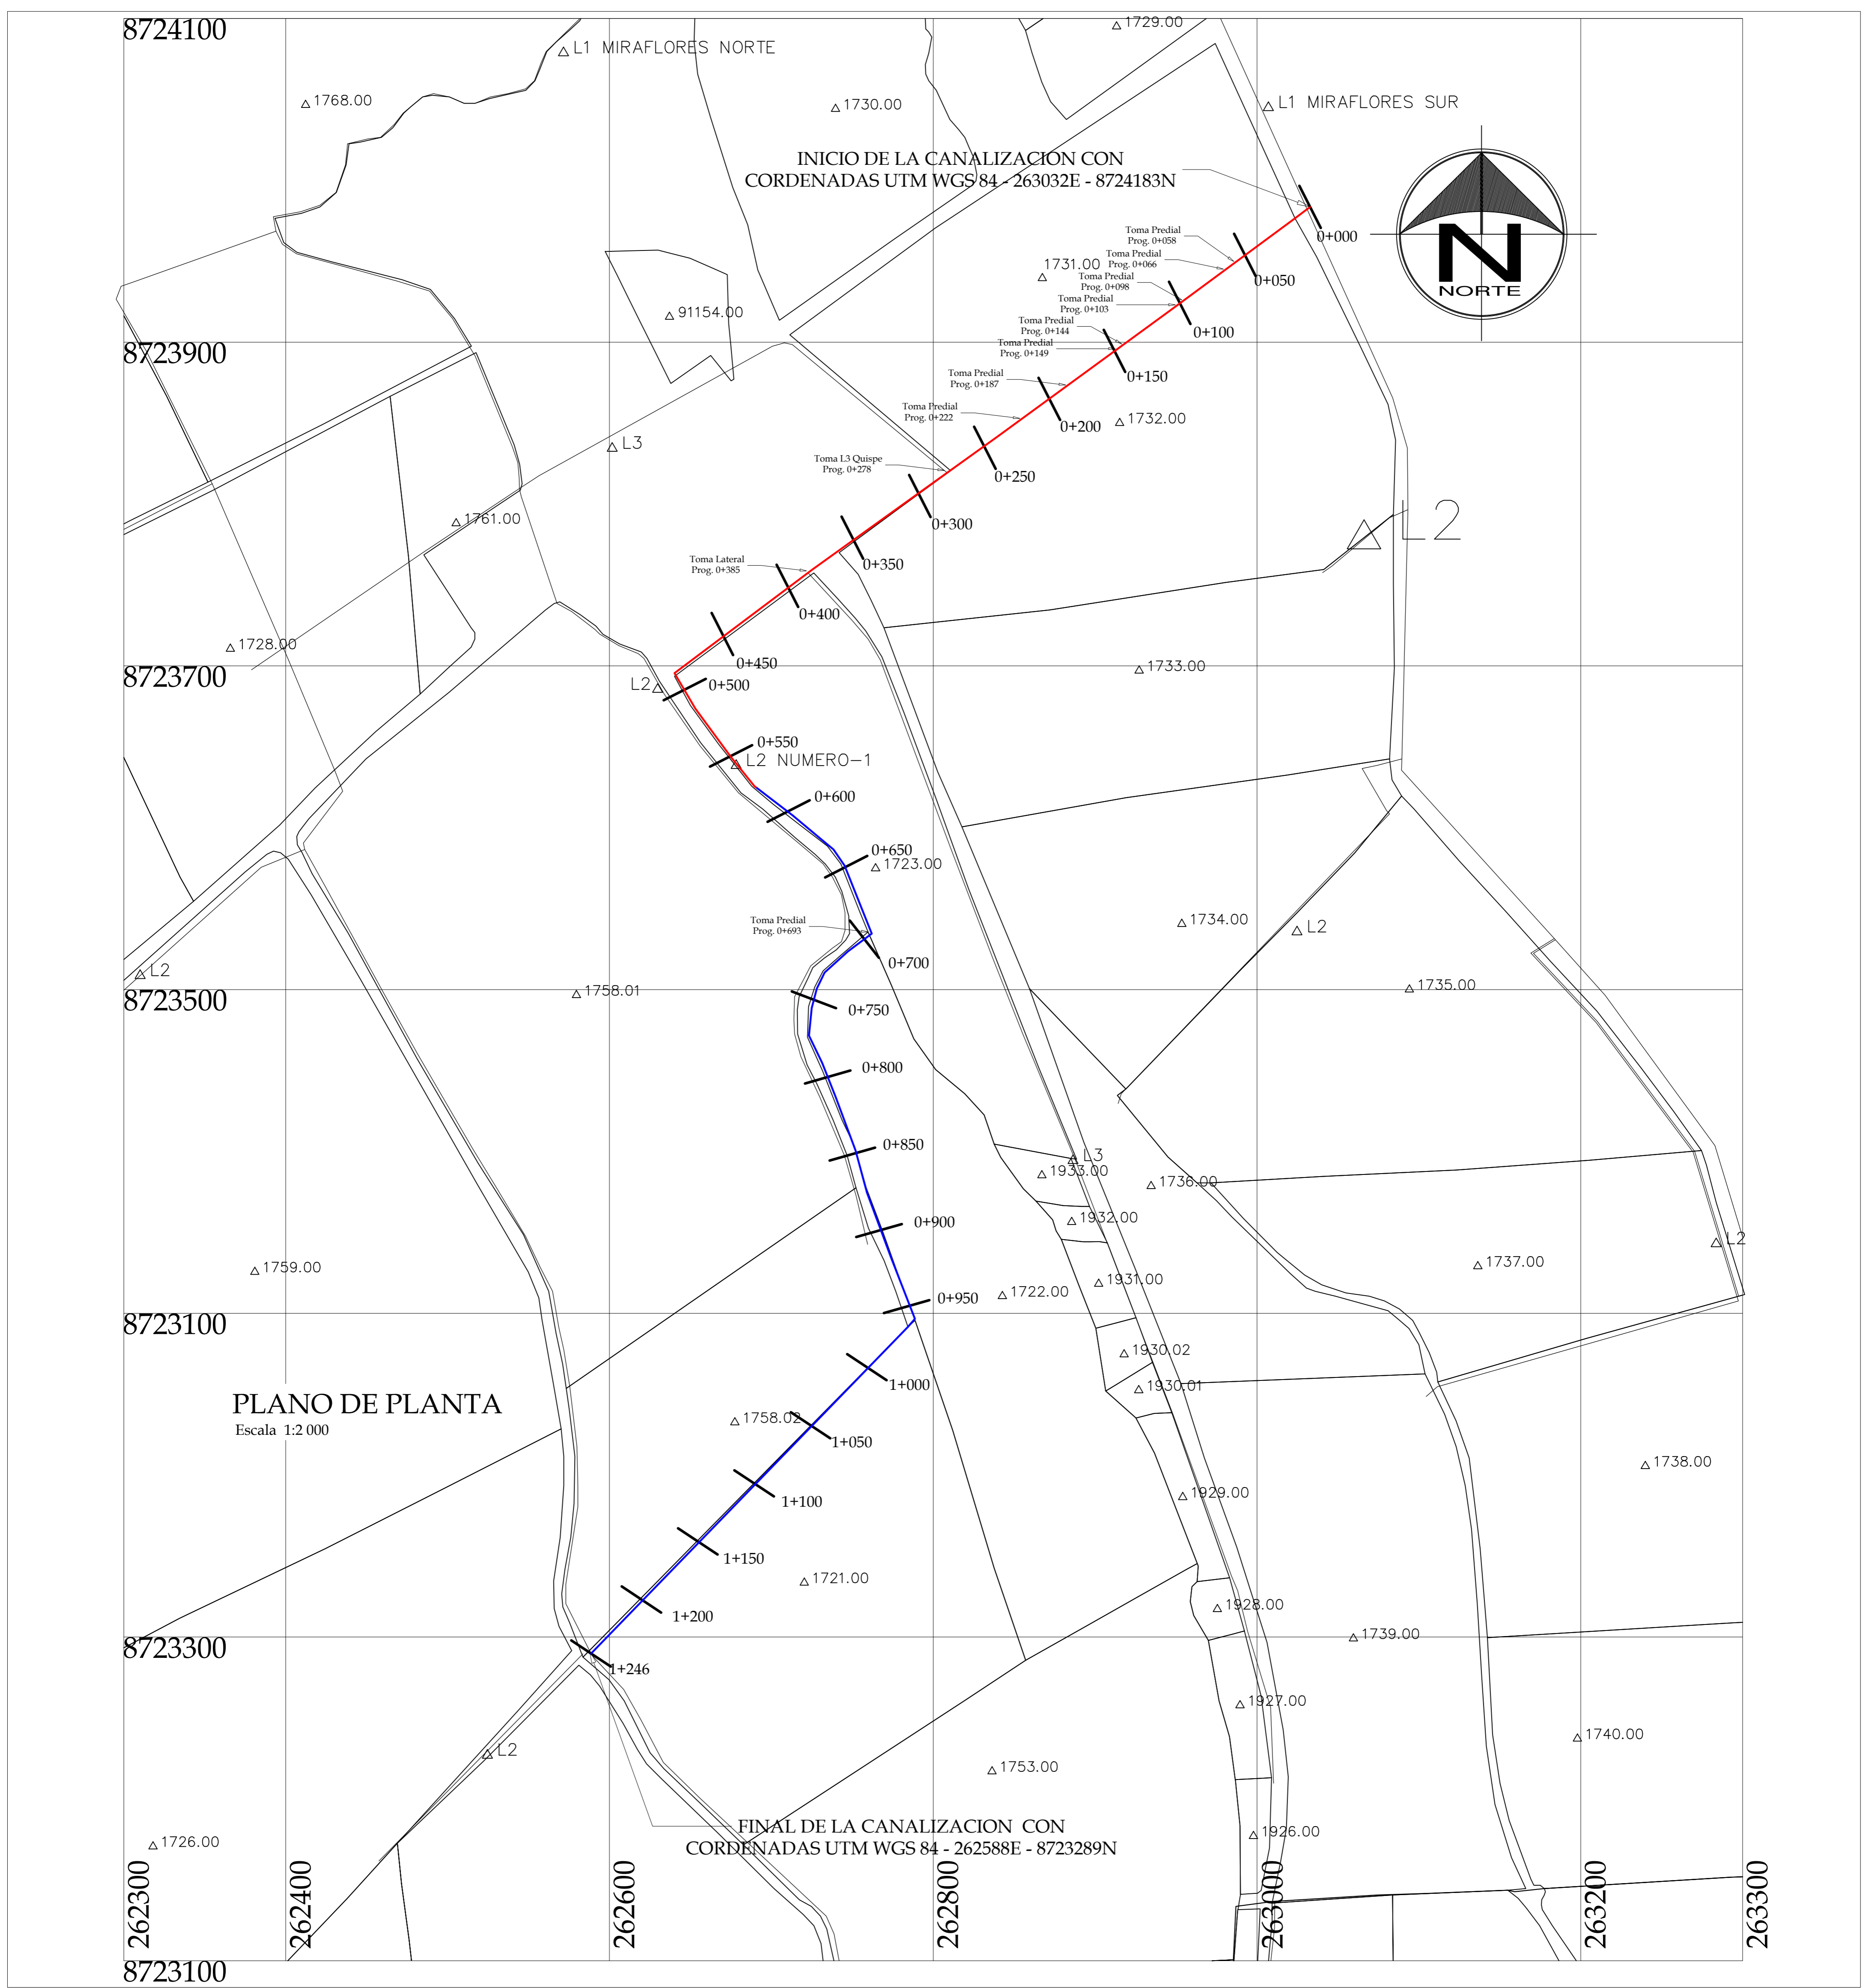 8724100
L1 MIRAFLORES NORTE
1729.00
1768.00
1730.00
L1 MIRAFLORES SUR
INICIO DE LA CANALIZACION CON
CORDENADAS UTM WGS 84 - 263032E - 8724183N
N
NORTE
0+000
Toma Predial
Prog. 0+058
Toma Predial
Prog. 0+066
1731.00
0+050
Toma Predial
Prog. 0+098
Toma Predial
Prog. 0+103
91154.00
Toma Predial
Prog. 0+144
0+100
8723900
Toma Predial
Prog. 0+149
0+150
Toma Predial
Prog. 0+187
Toma Predial
Prog. 0+222
1732.00
0+200
L3
Toma L3 Quispe
Prog. 0+278
0+250
1761.00
0+300
L2
Toma Lateral
Prog. 0+385
0+350
0+400
1728.00
0+450
8723700
1733.00
L2
0+500
0+550
L2 NUMERO-1
0+600
0+650
1723.00
Toma Predial
Prog. 0+693
1734.00
L2
0+700
L2
8723500
1758.01
1735.00
0+750
0+800
0+850
L3
1933.00
1736.00
0+900
1932.00
L2
1759.00
1737.00
1931.00
1722.00
0+950
8723100
1930.02
1+000
1930.01
PLANO DE PLANTA
Escala 1:2 000
1758.02
1+050
1738.00
1+100
1929.00
1+150
1721.00
1+200
1928.00
8723300
1739.00
1+246
1927.00
1740.00
L2
1753.00
FINAL DE LA CANALIZACION CON
CORDENADAS UTM WGS 84 - 262588E - 8723289N
1726.00
1926.00
262300
262400
262600
262800
263000
263200
263300
8723100